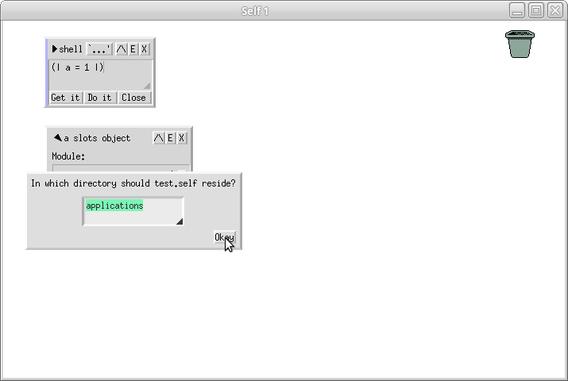 Self 1
shell '...' /\ E X
(| a = 1 |)
Get it Do it Close
a slots object /\ E X
Module:
In which directory should test.self reside?
applications
Okay